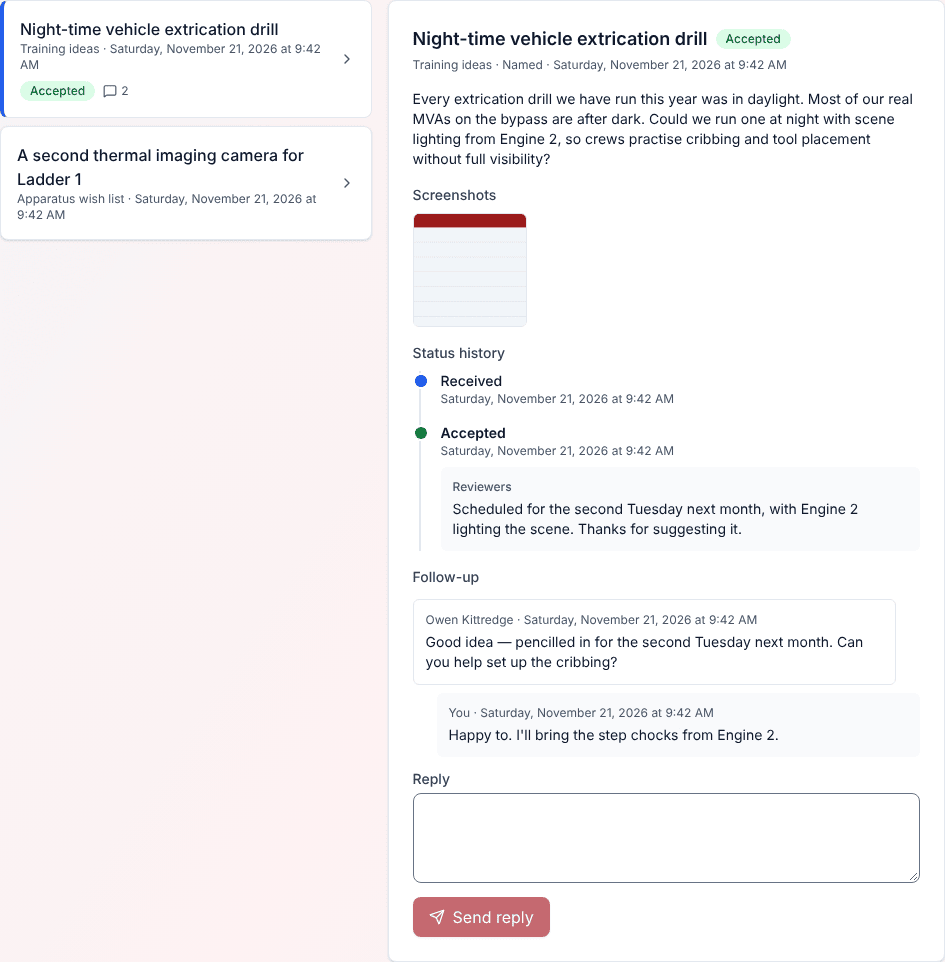 Night-time vehicle extrication drill
Training ideas · Saturday, November 21, 2026 at 9:42
AM
Accepted 2
A second thermal imaging camera for
Ladder 1
Apparatus wish list · Saturday, November 21, 2026 at
9:42 AM
Night-time vehicle extrication drill Accepted
Training ideas · Named · Saturday, November 21, 2026 at 9:42 AM
Every extrication drill we have run this year was in daylight. Most of our real
MVAs on the bypass are after dark. Could we run one at night with scene
lighting from Engine 2, so crews practise cribbing and tool placement
without full visibility?
Screenshots
Status history
Received
Saturday, November 21, 2026 at 9:42 AM
Accepted
Saturday, November 21, 2026 at 9:42 AM
Reviewers
Scheduled for the second Tuesday next month, with Engine 2
lighting the scene. Thanks for suggesting it.
Follow-up
Owen Kittredge · Saturday, November 21, 2026 at 9:42 AM
Good idea — pencilled in for the second Tuesday next month. Can
you help set up the cribbing?
You · Saturday, November 21, 2026 at 9:42 AM
Happy to. I'll bring the step chocks from Engine 2.
Reply
Send reply